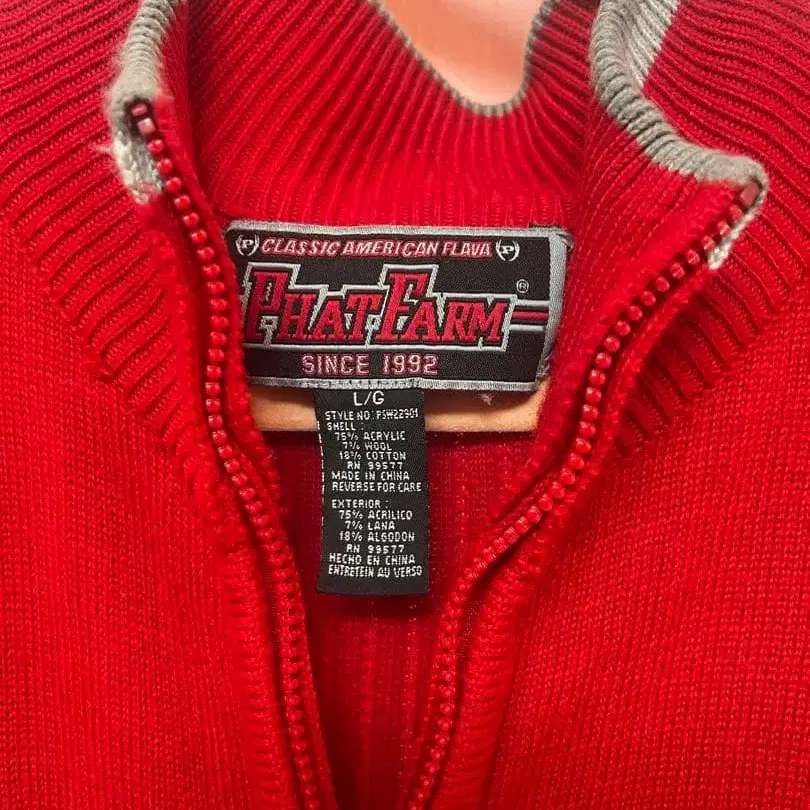 (P) CLASSIC AMERICAN FLAVA (P)
PHAT FARM ®
SINCE 1992
L/G
STYLE NO: PSW22901
SHELL :
75% ACRYLIC
7% WOOL
18% COTTON
RN 99577
MADE IN CHINA
REVERSE FOR CARE
EXTERIOR :
75% ACRILICO
7% LANA
18% ALGODON
RN 99577
HECHO EN CHINA
ENTRETEIN AU VERSO